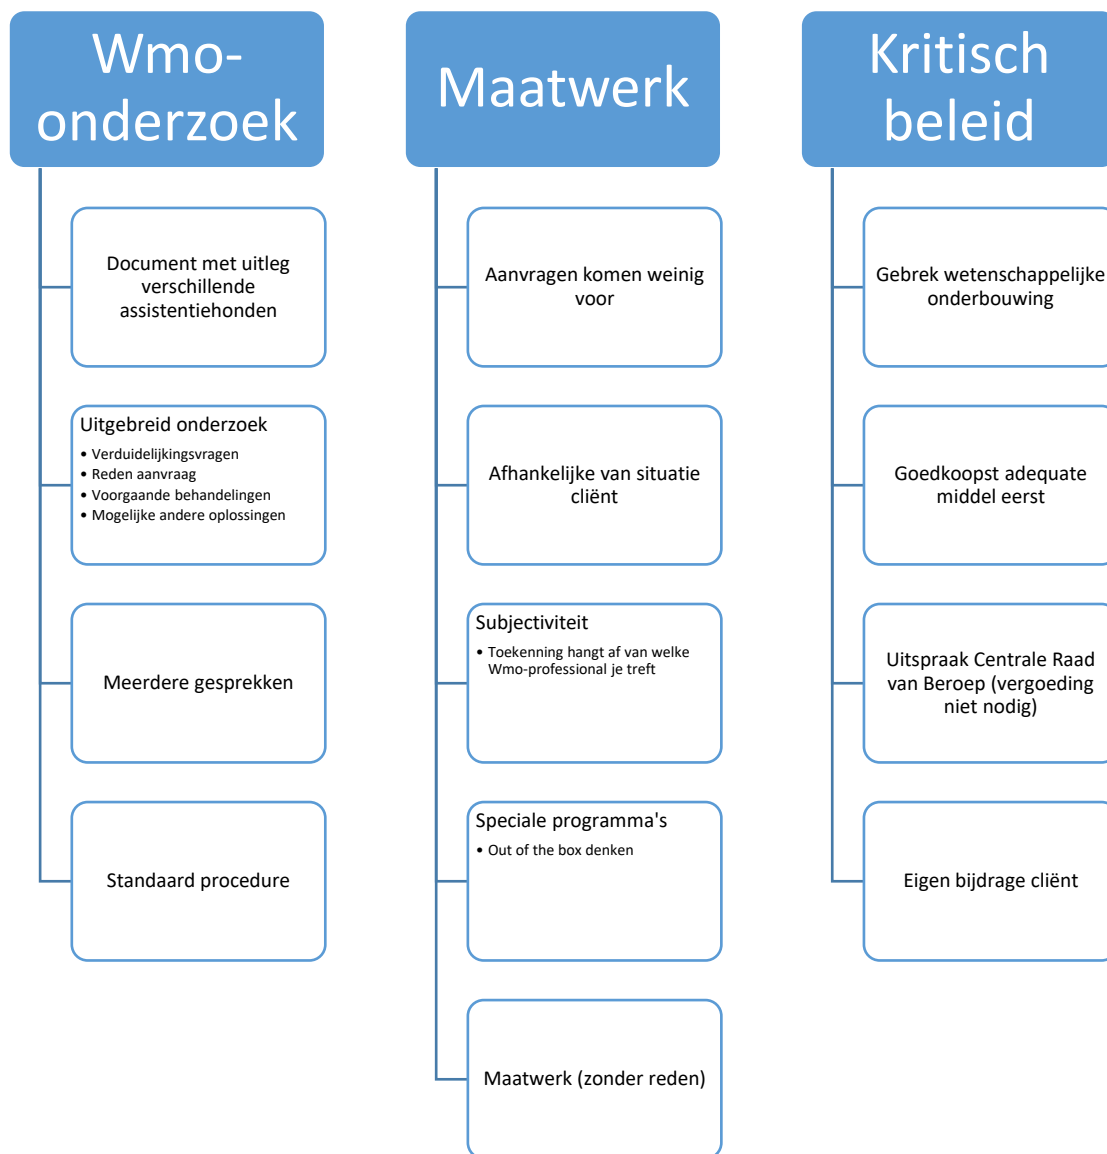 Wmo-
onderzoek
Document met uitleg
verschillende
assistentiehonden
Uitgebreid onderzoek
• Verduidelijkingsvragen
• Reden aanvraag
• Voorgaande behandelingen
• Mogelijke andere oplossingen
Meerdere gesprekken
Standaard procedure
Maatwerk
Aanvragen komen weinig
voor
Afhankelijke van situatie
cliënt
Subjectiviteit
• Toekenning hangt af van welke
Wmo-professional je treft
Speciale programma's
• Out of the box denken
Maatwerk (zonder reden)
Kritisch
beleid
Gebrek wetenschappelijke
onderbouwing
Goedkoopst adequate
middel eerst
Uitspraak Centrale Raad
van Beroep (vergoeding
niet nodig)
Eigen bijdrage cliënt